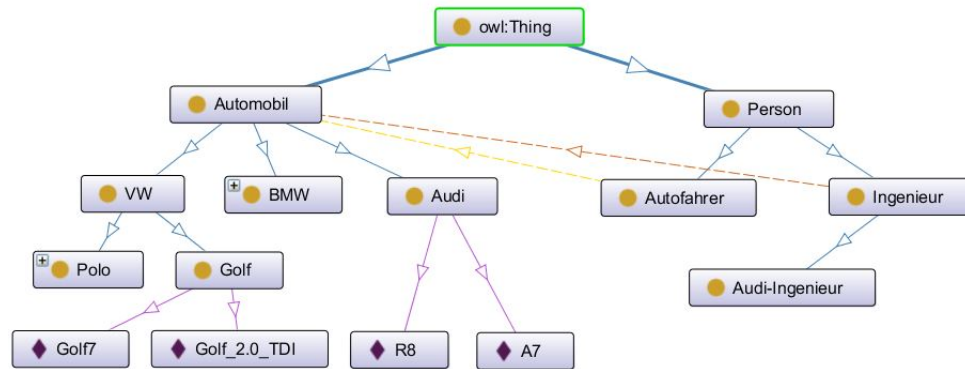 owl:Thing
Automobil
Person
VW
BMW
Audi
Autofahrer
Ingenieur
Polo
Golf
Audi-Ingenieur
Golf7
Golf_2.0_TDI
R8
A7